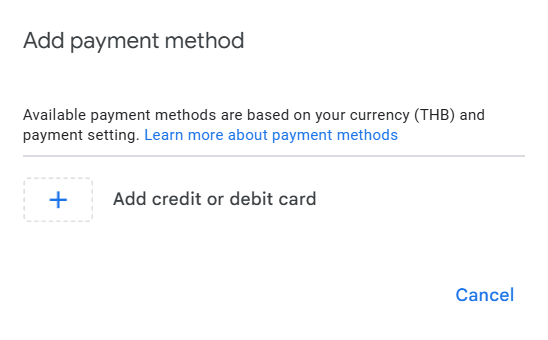 Add payment method
Available payment methods are based on your currency (THB) and
payment setting. Learn more about payment methods
Add credit or debit card
Cancel